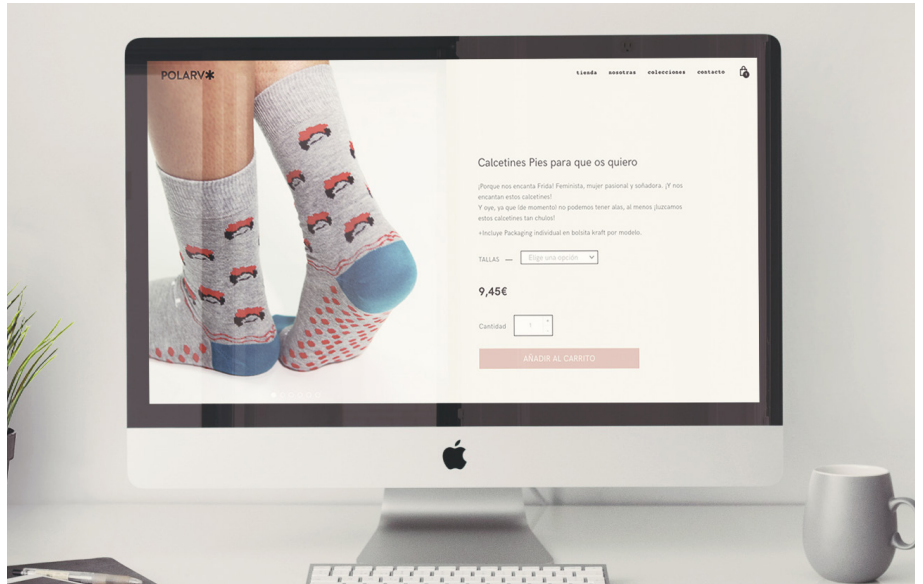 POLARV*
tienda nosotras colecciones contacto
Calcetines Pies para que os quiero
¡Porque nos encanta Frida! Feminista, mujer pasional y soñadora. ¡Y nos
encantan estos calcetines!
Y oye, ya que (de momento) no podemos tener alas, al menos ¡luzcamos
estos calcetines tan chulos!
+Incluye Packaging individual en bolsita kraft por modelo.
TALLAS — Elige una opción
9,45€
Cantidad 1
AÑADIR AL CARRITO